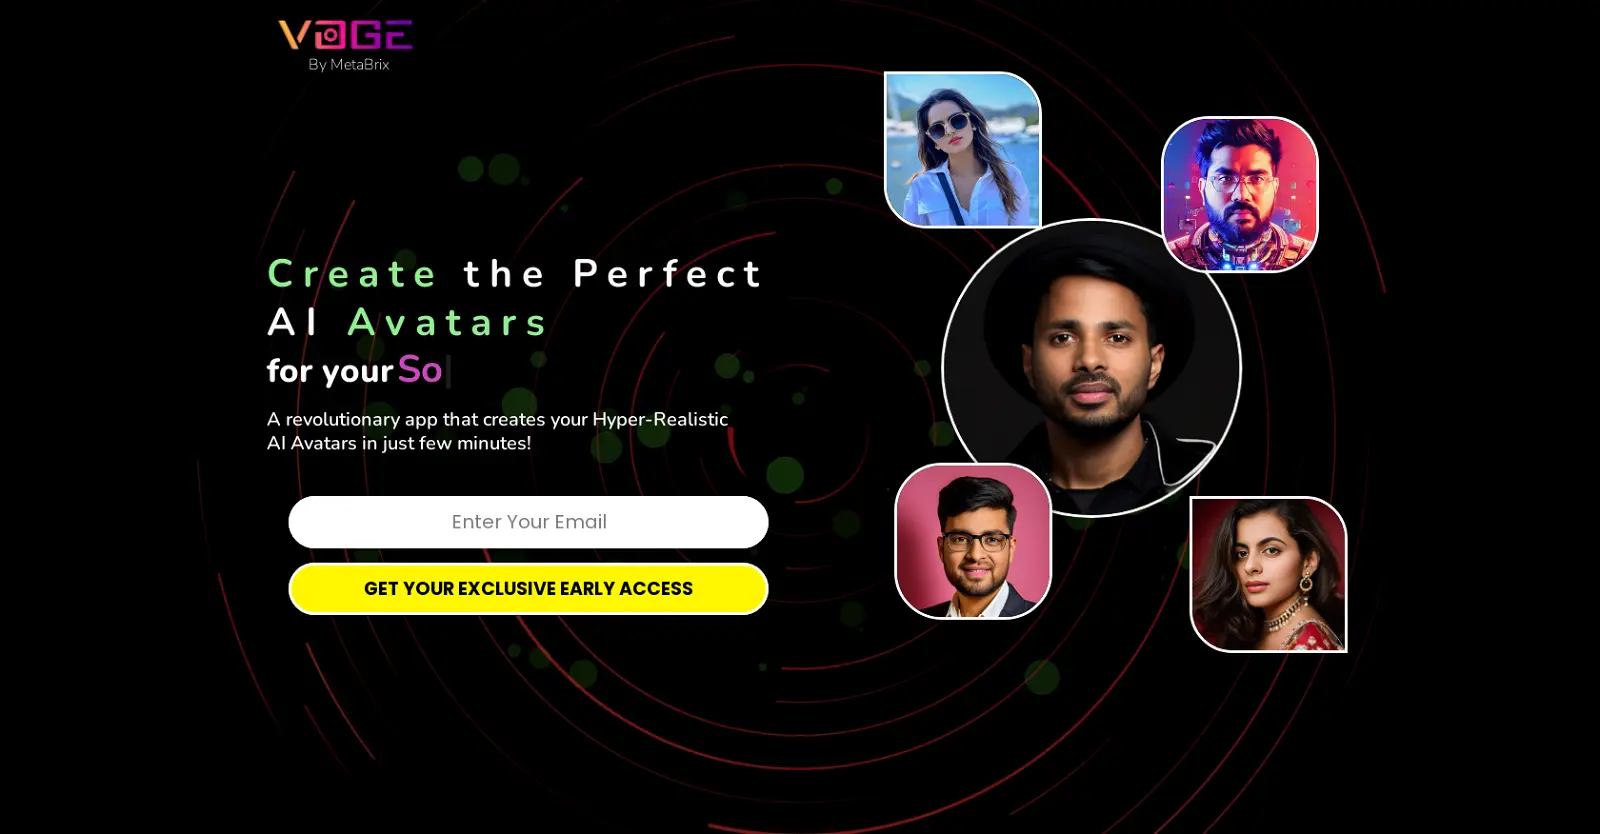 VOGE
By MetaBrix
Create the Perfect
AI Avatars
for your So
A revolutionary app that creates your Hyper-Realistic
AI Avatars in just few minutes!
Enter Your Email
GET YOUR EXCLUSIVE EARLY ACCESS